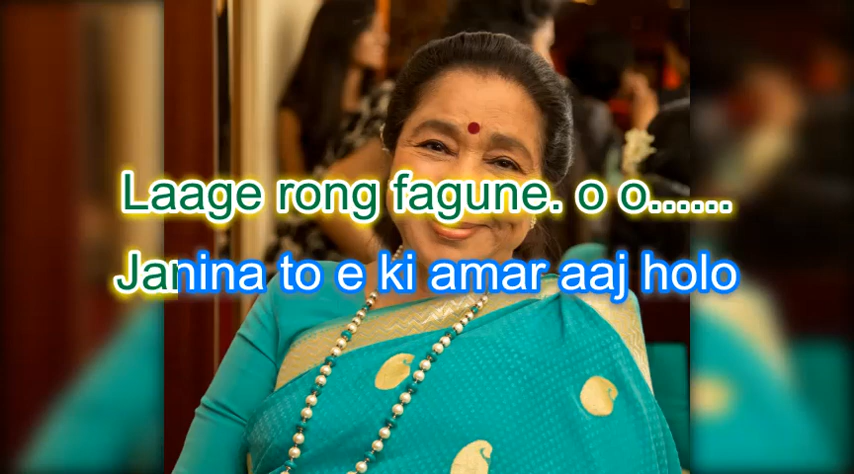 Laage rong fagune. o o......
Janina to e ki amar aaj holo